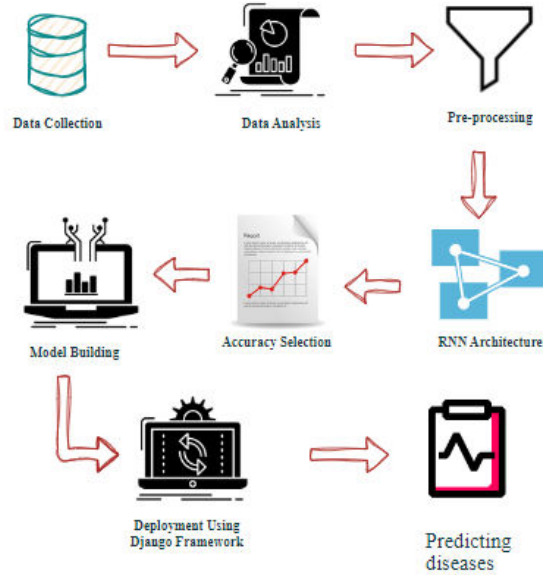 Data Collection
Data Analysis
Pre-processing
Report
Model Building
Accuracy Selection
RNN Architecture
Deployment Using
Django Framework
Predicting
diseases